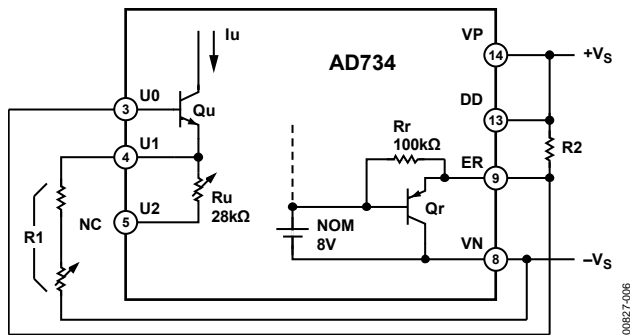 Iu
VP
14
+VS
AD734
U0
3
Qu
DD
13
U1
4
Rr
100kΩ
ER
9
R2
Ru
28kΩ
R1
NC
U2
5
Qr
NOM
8V
VN
8
–VS
00827-006